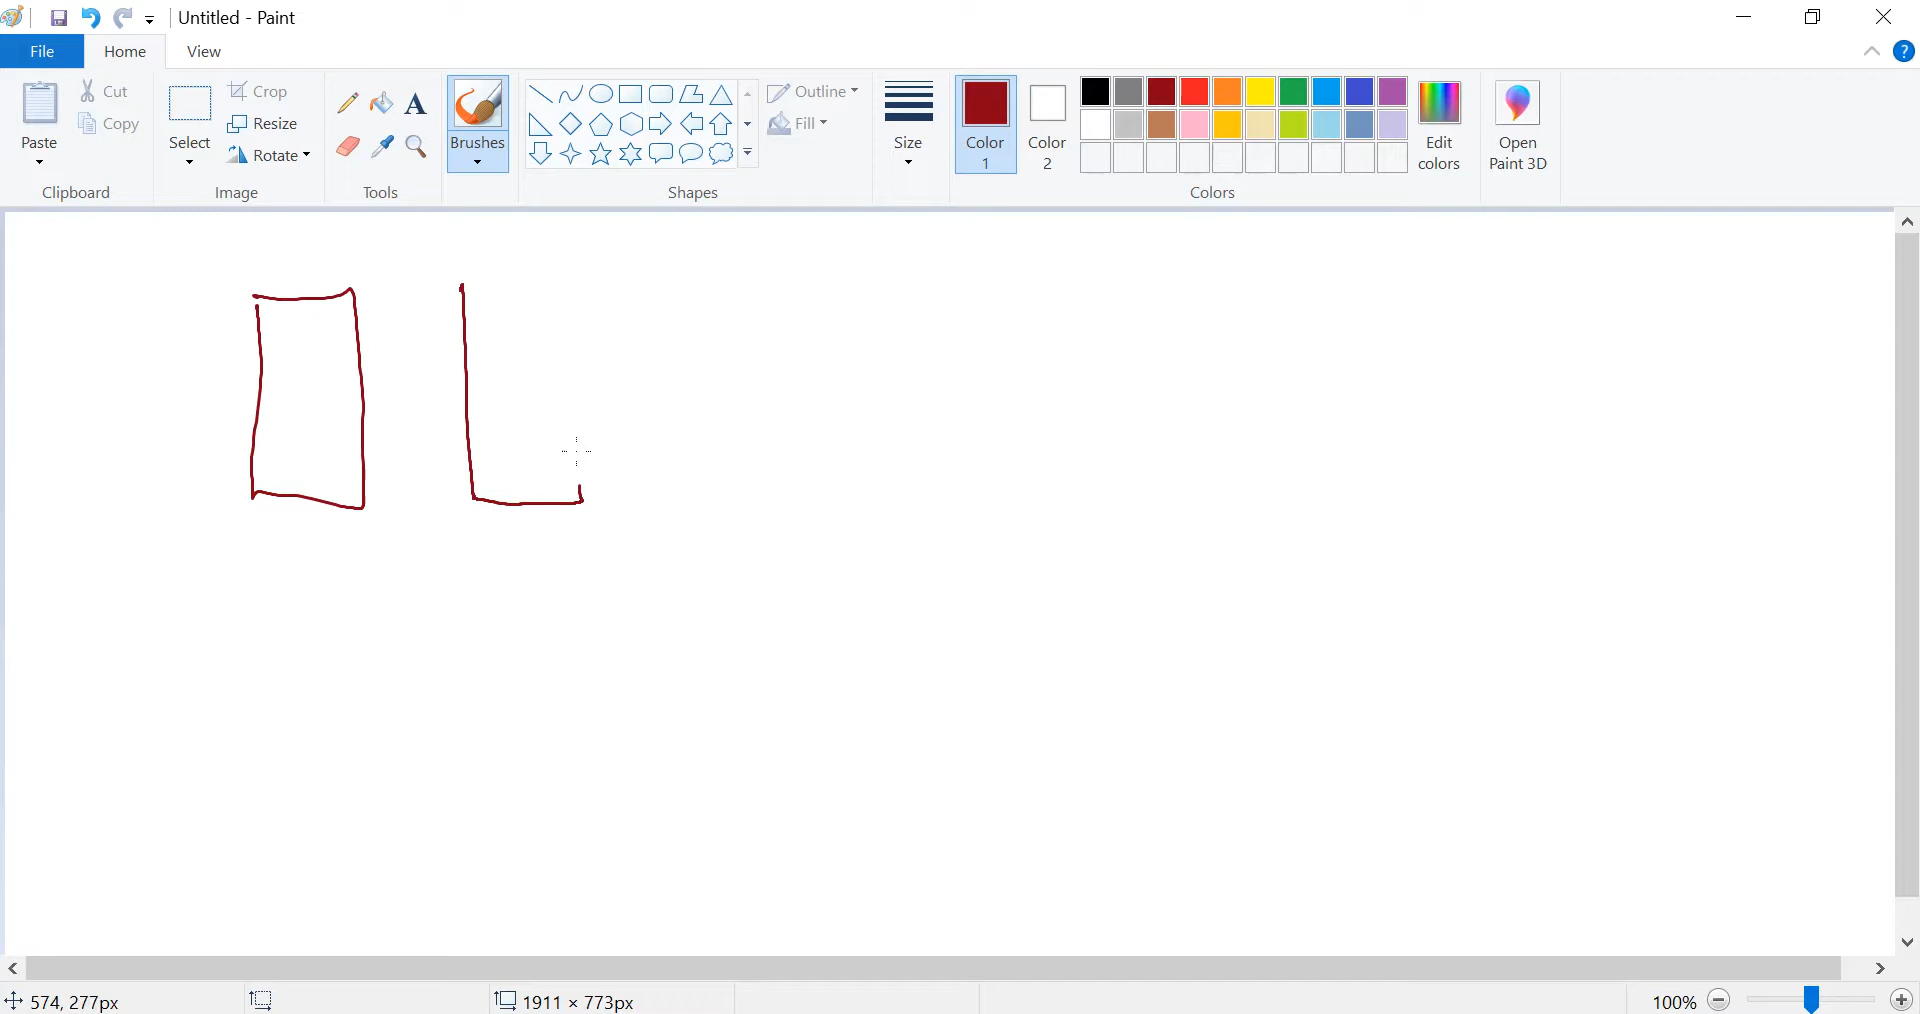 Untitled - Paint
File Home View
Paste
Cut
Copy
Clipboard
Select
Crop
Resize
Rotate
Image
A
Tools
Brushes
Shapes
Outline
Fill
Size
Color 1
Color 2
Colors
Edit colors
Open Paint 3D
?
574, 277px
1911 × 773px
100%